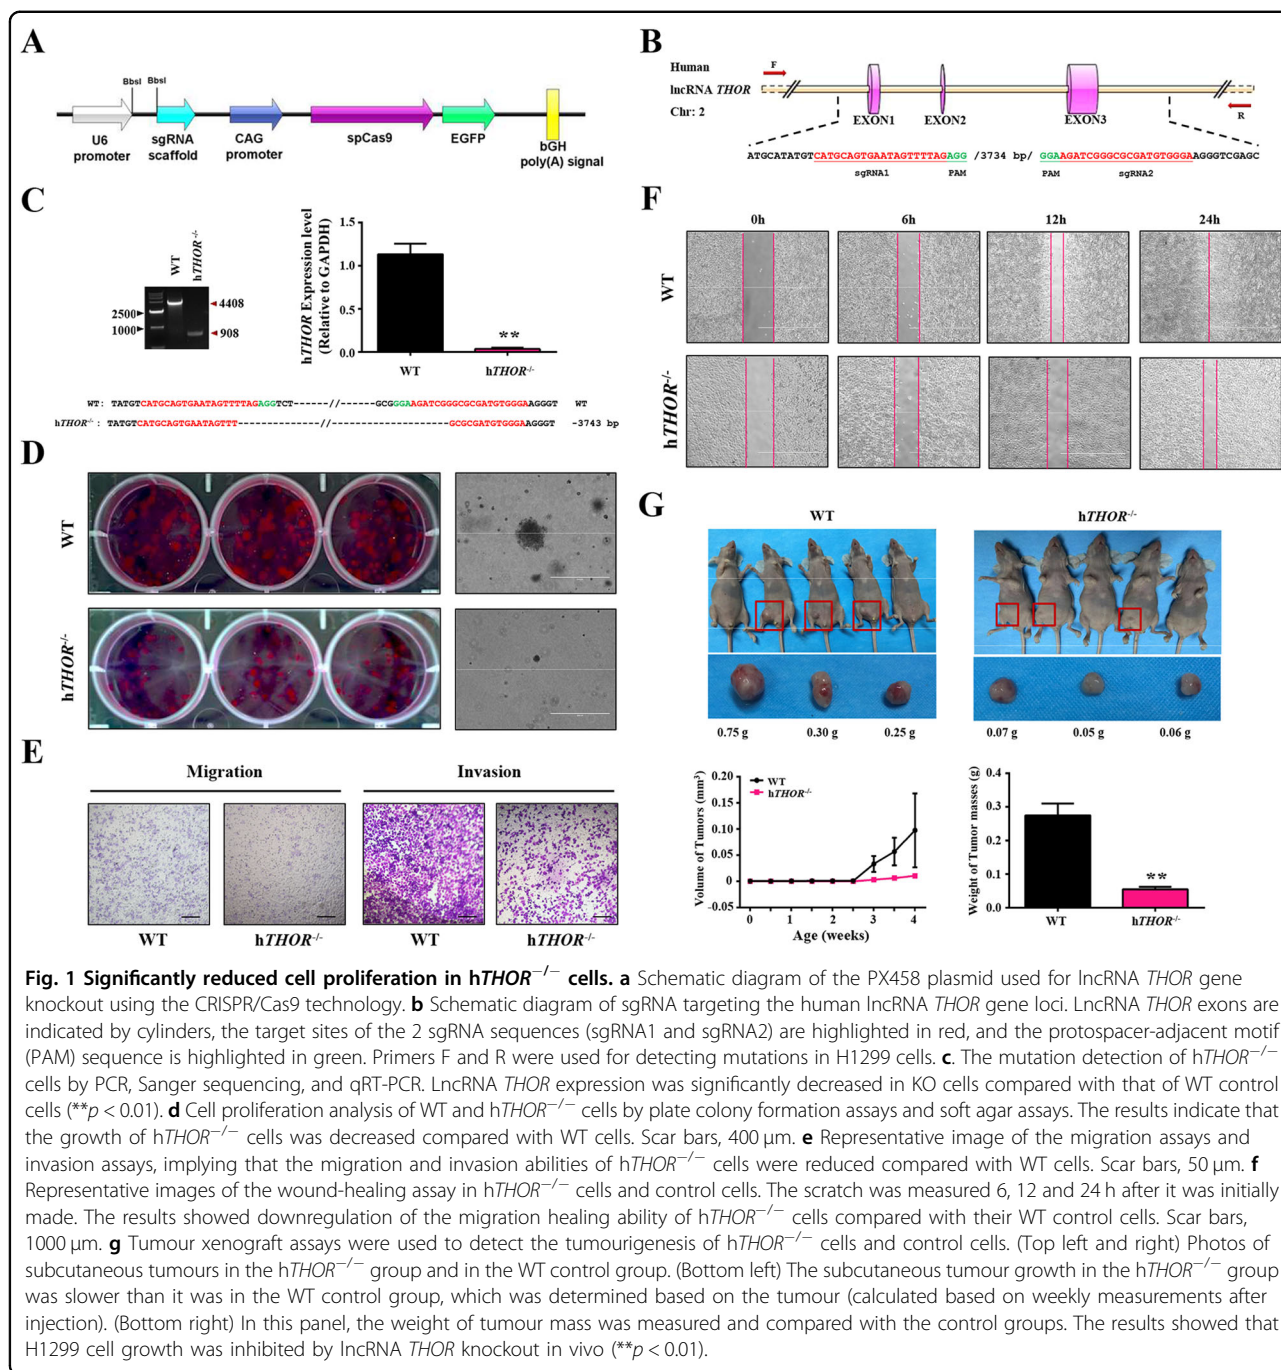 A
BbsI BbsI
U6 promoter
sgRNA scaffold
CAG promoter
spCas9
EGFP
bGH poly(A) signal
B
Human
lncRNA THOR
Chr: 2
F
R
EXON1 EXON2 EXON3
ATGCATATGTCATGCAGTGAATAGTTTTAGAGG /3734 bp/ GGAAGATCGGGCGCGATGTGGGAAGGGTCGAGC
sgRNA1 PAM PAM sgRNA2
C
WT hTHOR-/-
2500
1000
4408
908
hTHOR Expression level
(Relative to GAPDH)
1.5
1.0
0.5
0.0
**
WT hTHOR-/-
WT: TATGTCATGCAGTGAATAGTTTTAGAGGTCT------//------GCGGGAAGATCGGGCGCGATGTGGGAAGGGT WT
hTHOR-/-: TATGTCATGCAGTGAATAGTTT-----------//--------------GCGCGATGTGGGAAGGGT -3743 bp
D
WT
hTHOR-/-
E
Migration Invasion
WT hTHOR-/- WT hTHOR-/-
F
0h 6h 12h 24h
WT
hTHOR-/-
G
WT hTHOR-/-
0.75 g 0.30 g 0.25 g 0.07 g 0.05 g 0.06 g
Volume of Tumors (mm³)
0.20
0.15
0.10
0.05
0
-0.05
WT
hTHOR-/-
0 1 2 3 4
Age (weeks)
Weight of Tumor masses (g)
0.4
0.3
0.2
0.1
0.0
**
WT hTHOR-/-
Fig. 1 Significantly reduced cell proliferation in hTHOR−/− cells. a Schematic diagram of the PX458 plasmid used for lncRNA THOR gene
knockout using the CRISPR/Cas9 technology. b Schematic diagram of sgRNA targeting the human lncRNA THOR gene loci. LncRNA THOR exons are
indicated by cylinders, the target sites of the 2 sgRNA sequences (sgRNA1 and sgRNA2) are highlighted in red, and the protospacer-adjacent motif
(PAM) sequence is highlighted in green. Primers F and R were used for detecting mutations in H1299 cells. c. The mutation detection of hTHOR−/−
cells by PCR, Sanger sequencing, and qRT-PCR. LncRNA THOR expression was significantly decreased in KO cells compared with that of WT control
cells (**p < 0.01). d Cell proliferation analysis of WT and hTHOR−/− cells by plate colony formation assays and soft agar assays. The results indicate that
the growth of hTHOR−/− cells was decreased compared with WT cells. Scar bars, 400 μm. e Representative image of the migration assays and
invasion assays, implying that the migration and invasion abilities of hTHOR−/− cells were reduced compared with WT cells. Scar bars, 50 μm. f
Representative images of the wound-healing assay in hTHOR−/− cells and control cells. The scratch was measured 6, 12 and 24 h after it was initially
made. The results showed downregulation of the migration healing ability of hTHOR−/− cells compared with their WT control cells. Scar bars,
1000 μm. g Tumour xenograft assays were used to detect the tumourigenesis of hTHOR−/− cells and control cells. (Top left and right) Photos of
subcutaneous tumours in the hTHOR−/− group and in the WT control group. (Bottom left) The subcutaneous tumour growth in the hTHOR−/− group
was slower than it was in the WT control group, which was determined based on the tumour (calculated based on weekly measurements after
injection). (Bottom right) In this panel, the weight of tumour mass was measured and compared with the control groups. The results showed that
H1299 cell growth was inhibited by lncRNA THOR knockout in vivo (**p < 0.01).